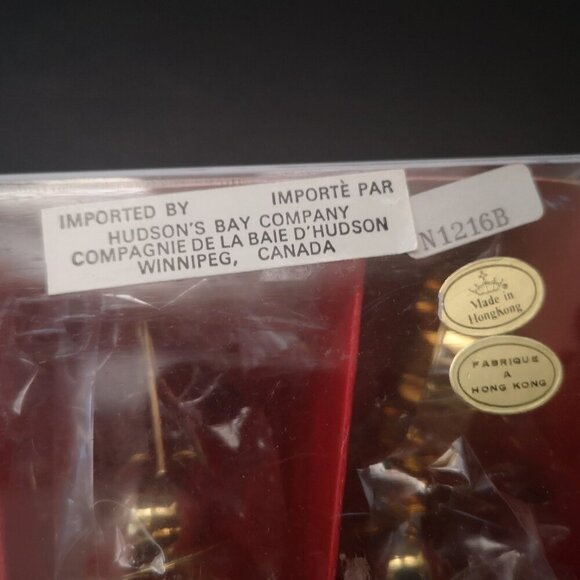 IMPORTED BY IMPORTÈ PAR
HUDSON'S BAY COMPANY
COMPAGNIE DE LA BAIE D'HUDSON
WINNIPEG, CANADA
N1216B
Made in
HongKong
FABRIQUE
A
HONG KONG